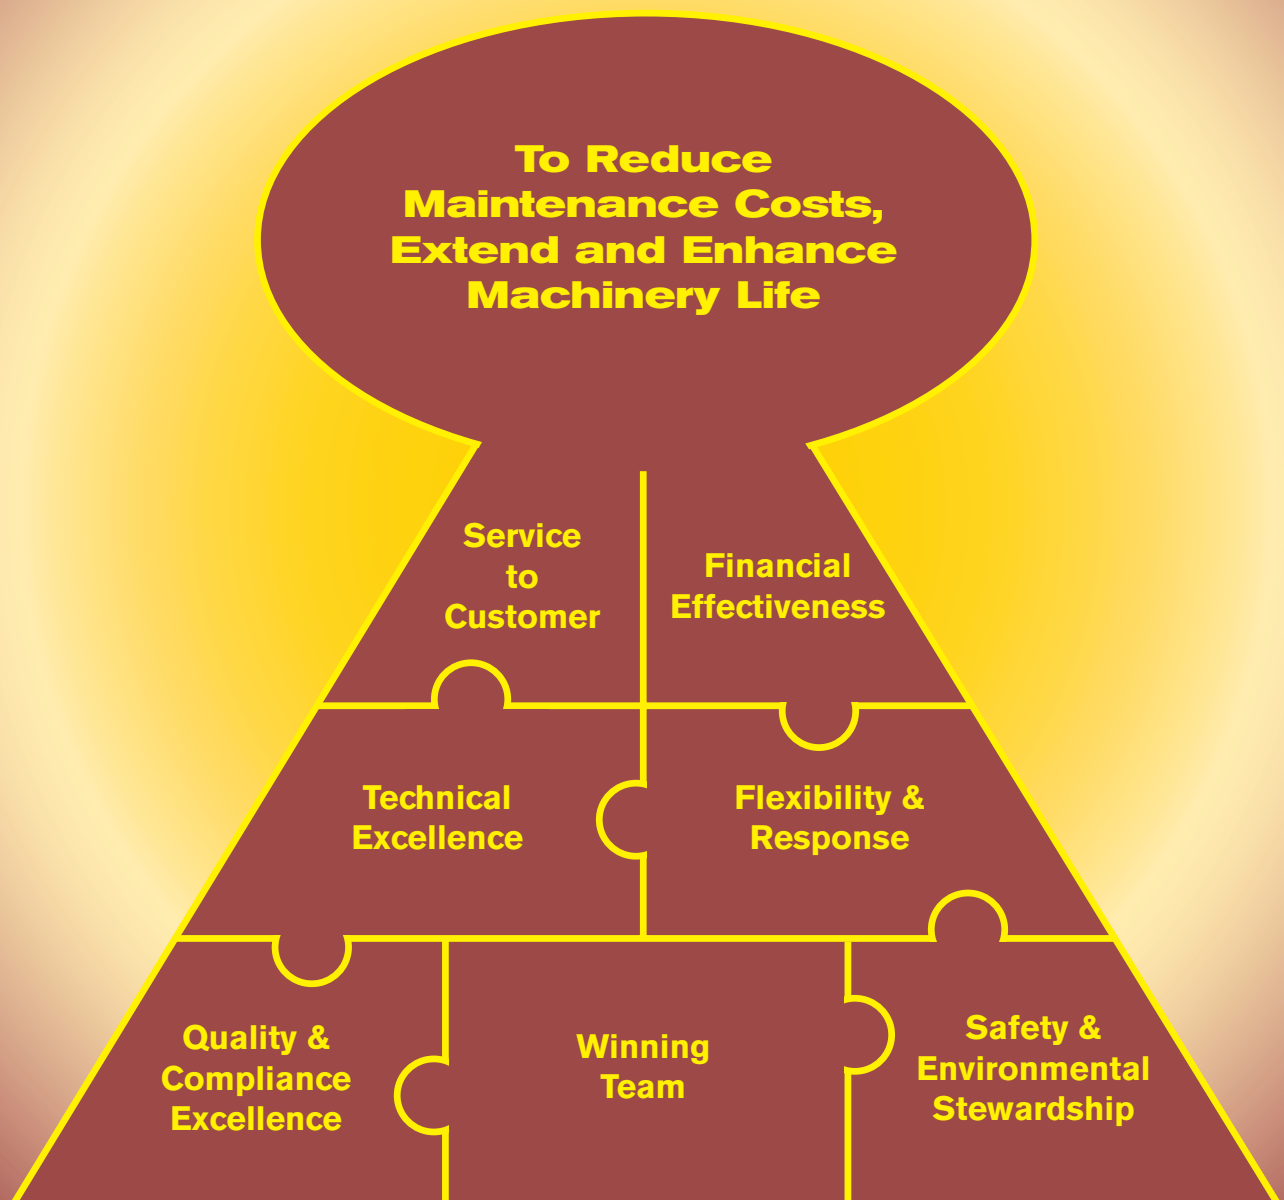 To Reduce
Maintenance Costs,
Extend and Enhance
Machinery Life
Service
to
Customer
Financial
Effectiveness
Technical
Excellence
Flexibility &
Response
Quality &
Compliance
Excellence
Winning
Team
Safety &
Environmental
Stewardship